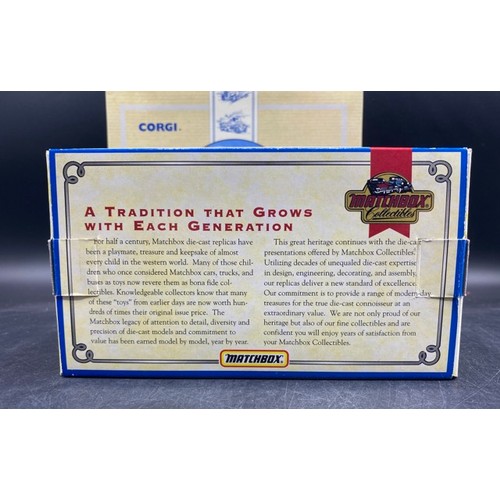 CORGI
MATCHBOX
Collectibles
A TRADITION THAT GROWS
WITH EACH GENERATION
For half a century, Matchbox die-cast replicas have
been a playmate, treasure and keepsake of almost
every child in the western world. Many of those chil-
dren who once considered Matchbox cars, trucks, and
busts as toys now revere them as bona fide col-
lectibles. Knowledgeable collectors know that many
of these "toys" from earlier days are now worth hun-
dreds of times their original issue price. The
Matchbox legacy of attention to detail, diversity and
precision of die-cast models and commitment to
value has been earned model by model, year by year.
This great heritage continues with the die-cast
presentations offered by Matchbox Collectibles.
Utilizing decades of unequaled die-cast expertise
in design, engineering, decorating, and assembly,
our replicas deliver a new standard of excellence.
Our commitment is to provide a range of modern day
treasures for the true die-cast connoisseur at an
extraordinary value. We are not only proud of our
heritage but also of our fine collectibles and are
confident you will enjoy years of satisfaction from
your Matchbox Collectibles.
MATCHBOX